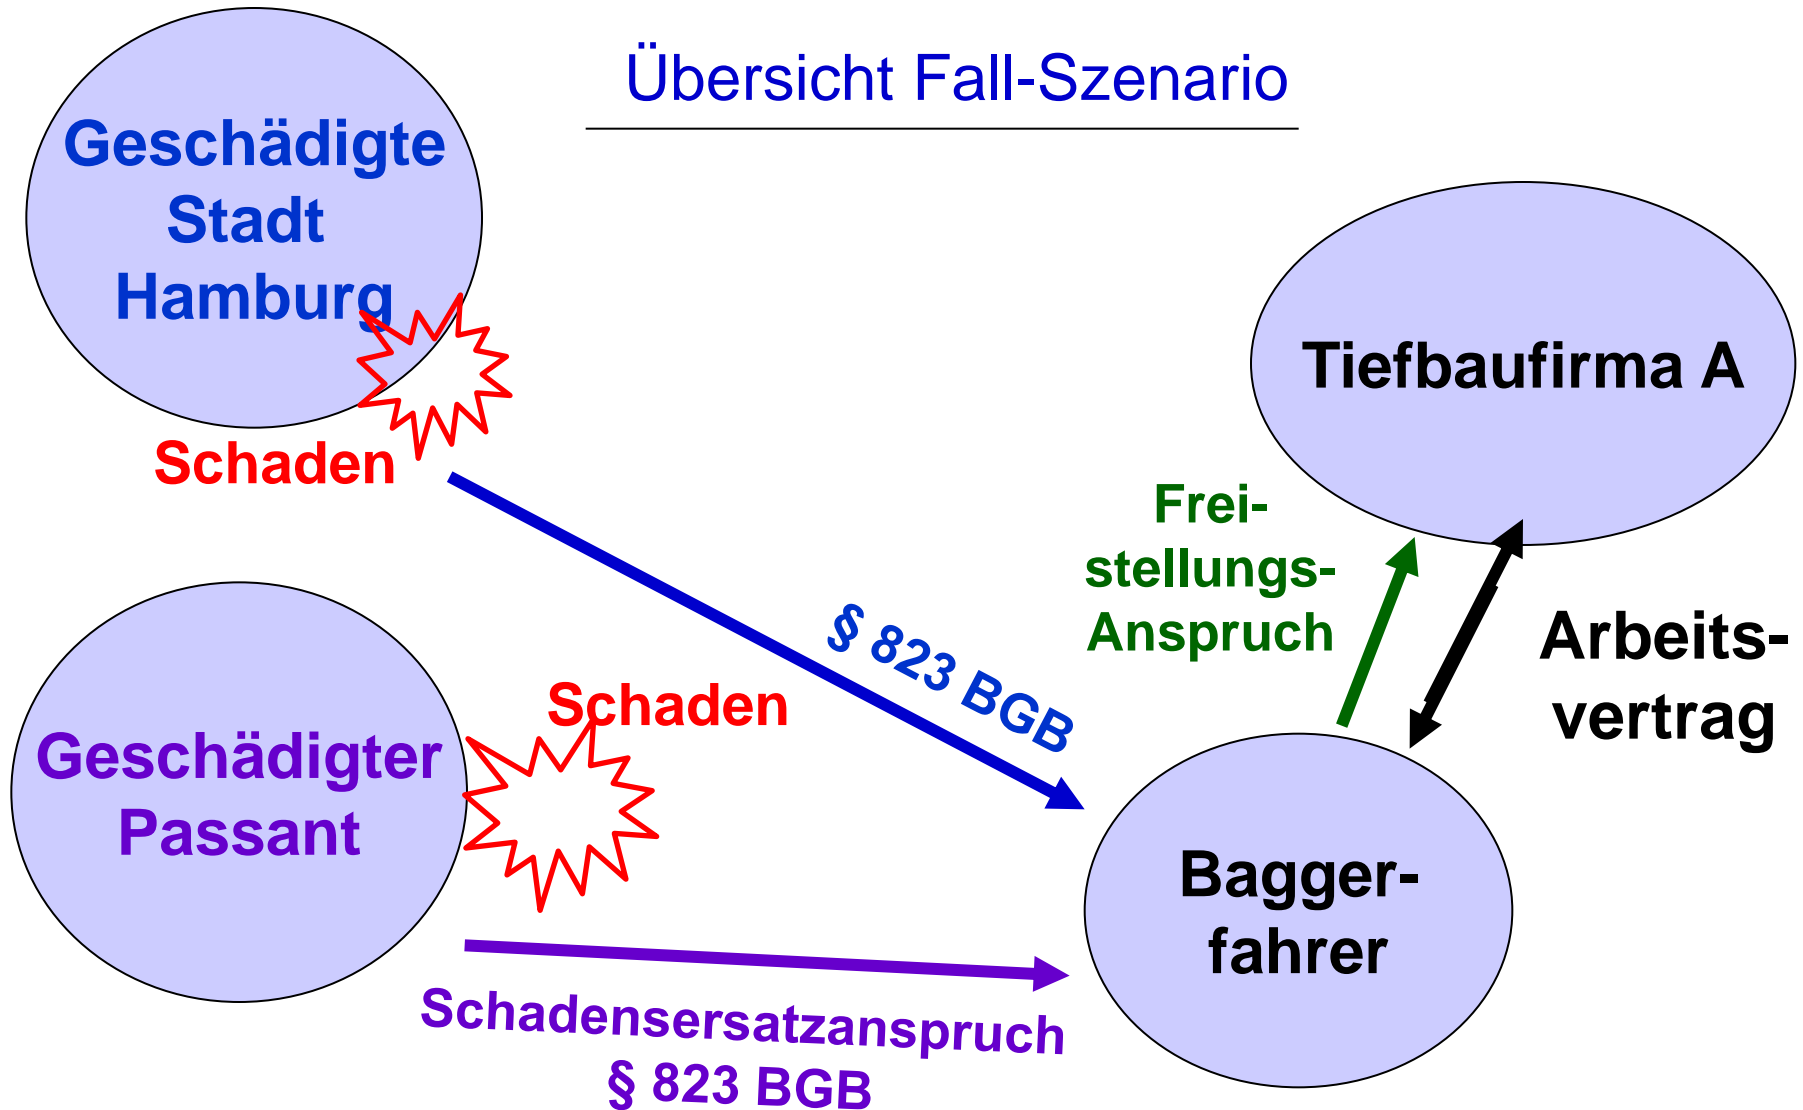 Übersicht Fall-Szenario
Geschädigte
Stadt
Hamburg
Schaden
Tiefbaufirma A
Frei-
stellungs-
Anspruch
Arbeits-
vertrag
§ 823 BGB
Geschädigter
Passant
Schaden
Bagger-
fahrer
Schadensersatzanspruch
§ 823 BGB